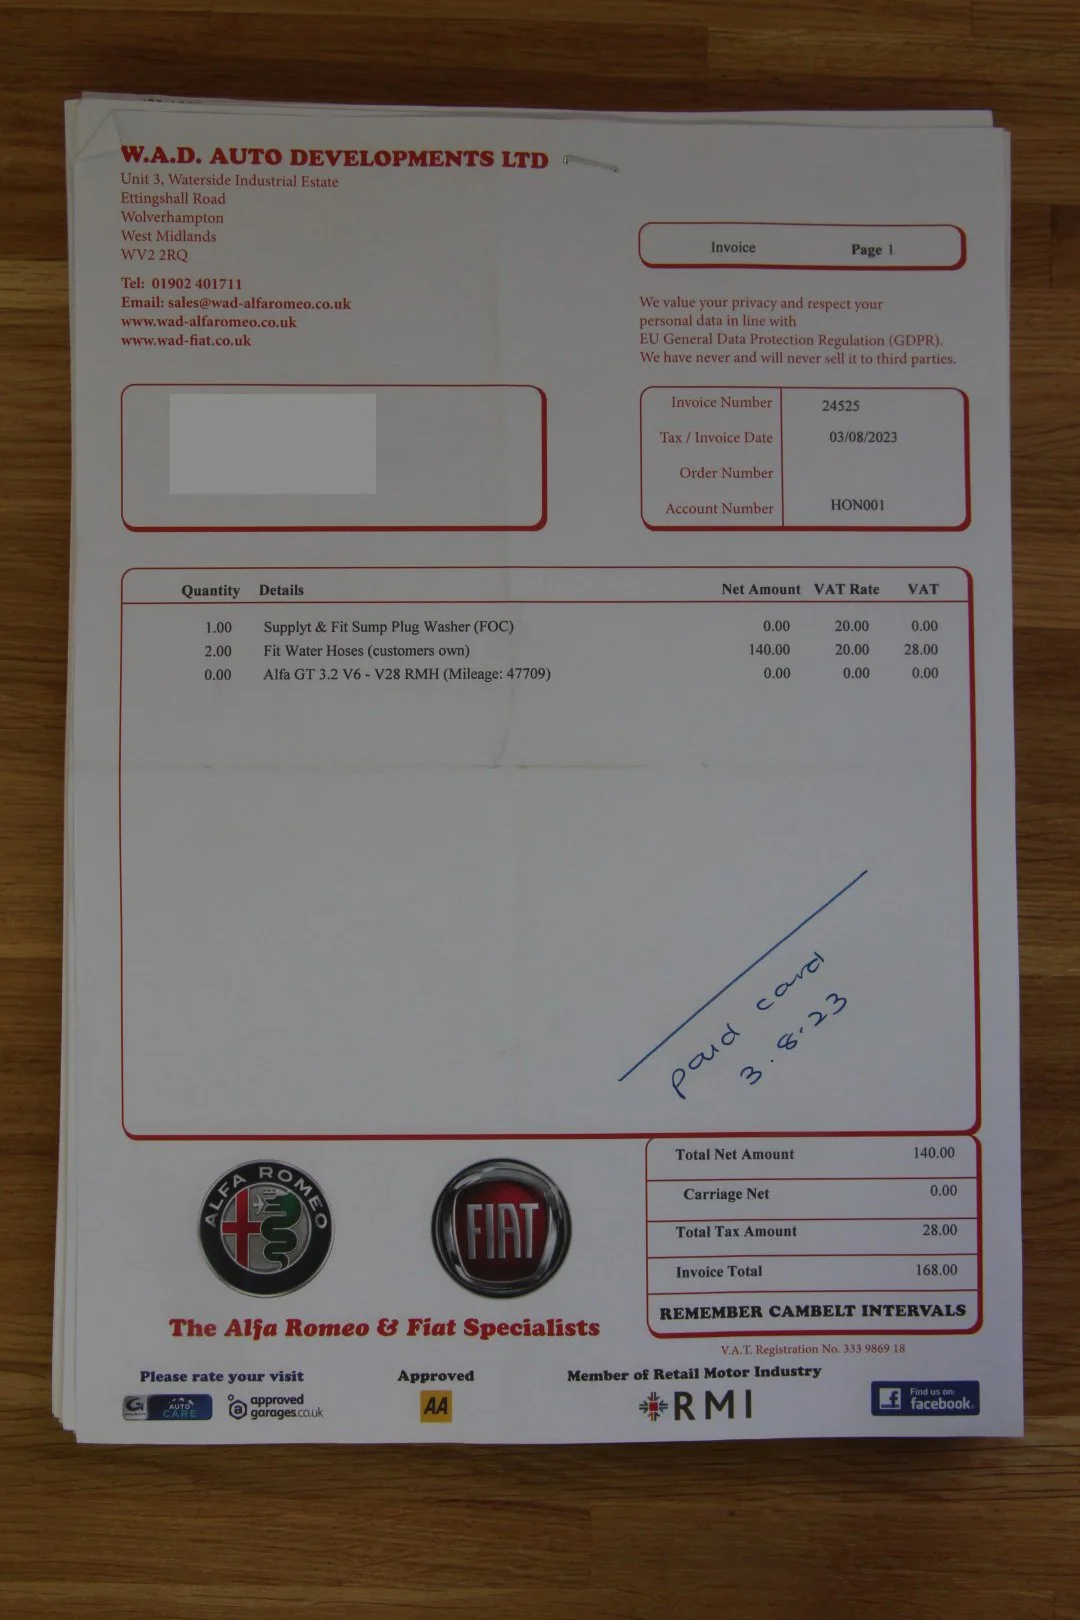 W.A.D. AUTO DEVELOPMENTS LTD
Unit 3, Waterside Industrial Estate
Ettingshall Road
Wolverhampton
West Midlands
WV2 2RQ
Tel: 01902 401711
Email: sales@wad-alfaromeo.co.uk
www.wad-alfaromeo.co.uk
www.wad-fiat.co.uk
Invoice Page 1
We value your privacy and respect your
personal data in line with
EU General Data Protection Regulation (GDPR).
We have never and will never sell it to third parties.
Invoice Number 24525
Tax / Invoice Date 03/08/2023
Order Number
Account Number HON001
Quantity Details Net Amount VAT Rate VAT
1.00 Supplyt & Fit Sump Plug Washer (FOC) 0.00 20.00 0.00
2.00 Fit Water Hoses (customers own) 140.00 20.00 28.00
0.00 Alfa GT 3.2 V6 - V28 RMH (Mileage: 47709) 0.00 0.00 0.00
paid card
3.8.23
Total Net Amount 140.00
Carriage Net 0.00
Total Tax Amount 28.00
Invoice Total 168.00
REMEMBER CAMBELT INTERVALS
V.A.T. Registration No. 333 9869 18
ALFA ROMEO
FIAT
The Alfa Romeo & Fiat Specialists
Please rate your visit
AUTO
CARE
approved
garages.co.uk
Approved
AA
Member of Retail Motor Industry
RMI
Find us on:
facebook